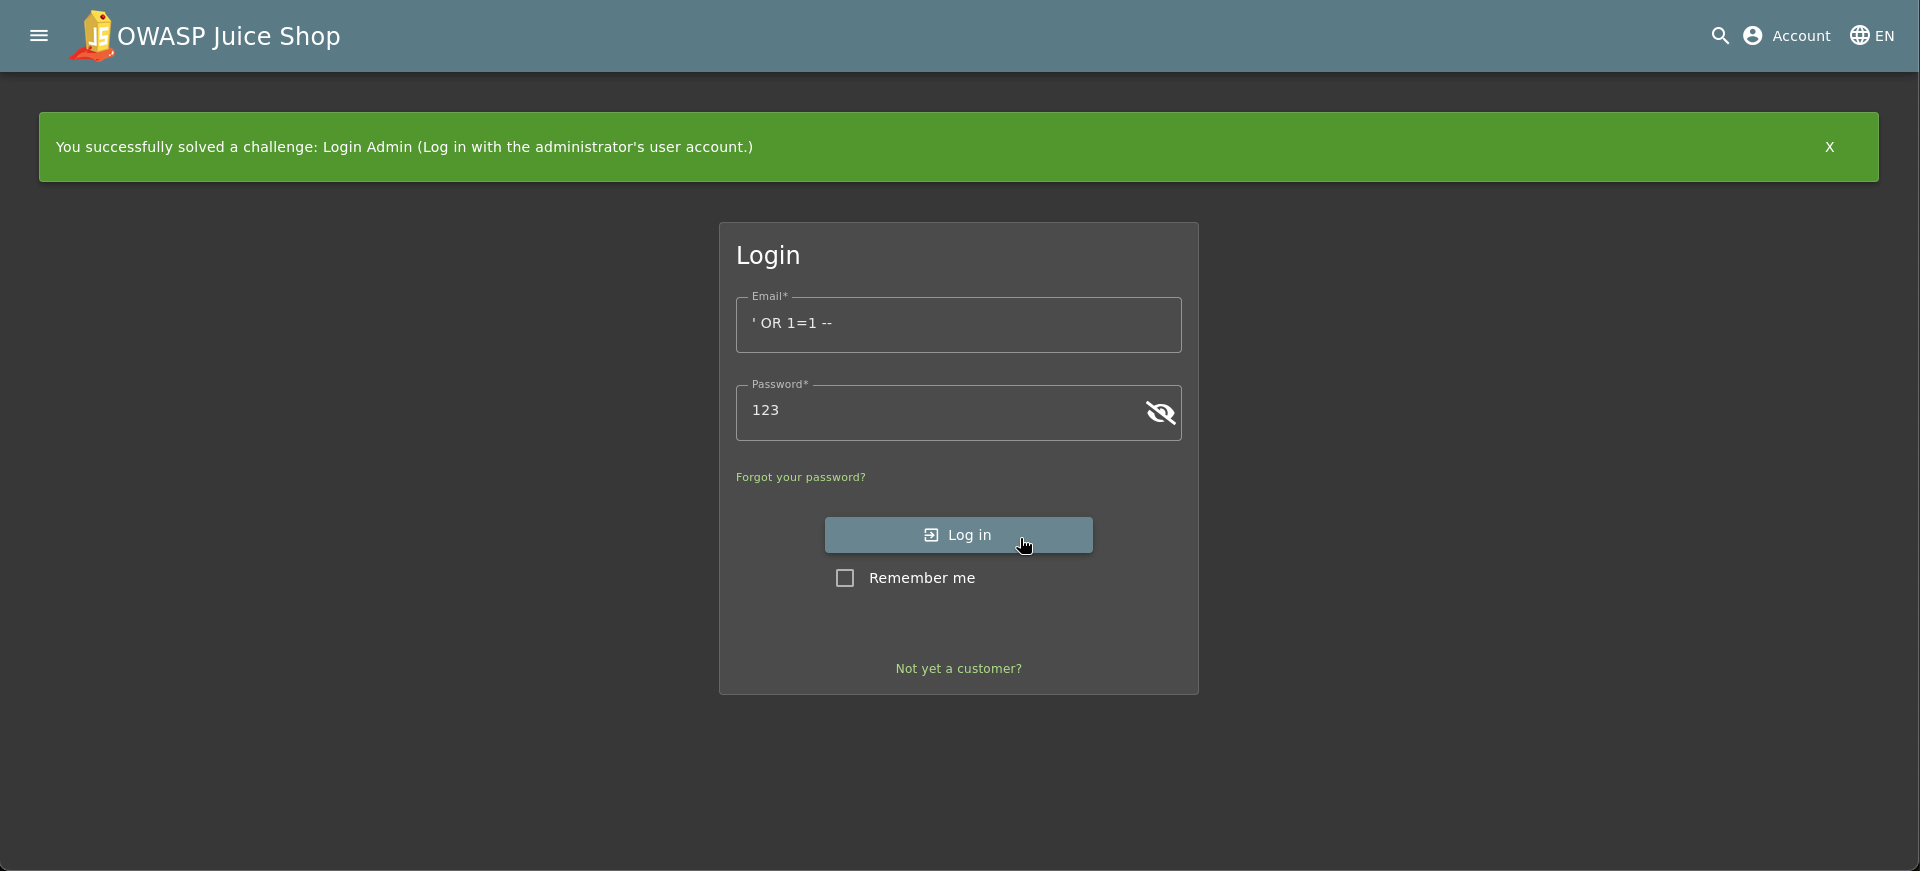 OWASP Juice Shop
Account
EN
You successfully solved a challenge: Login Admin (Log in with the administrator's user account.)
X
Login
Email*
' OR 1=1 --
Password*
123
Forgot your password?
Log in
Remember me
Not yet a customer?